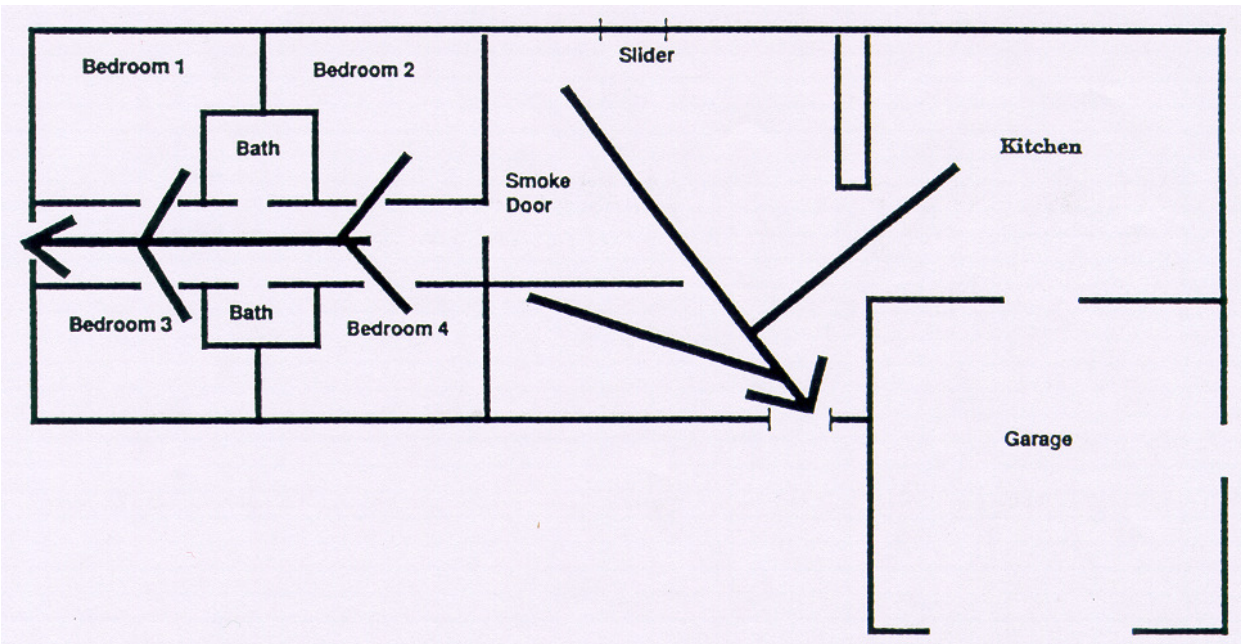 Slider
Bedroom 1
Bedroom 2
Bath
Kitchen
Smoke
Door
Bedroom 3
Bath
Bedroom 4
Garage